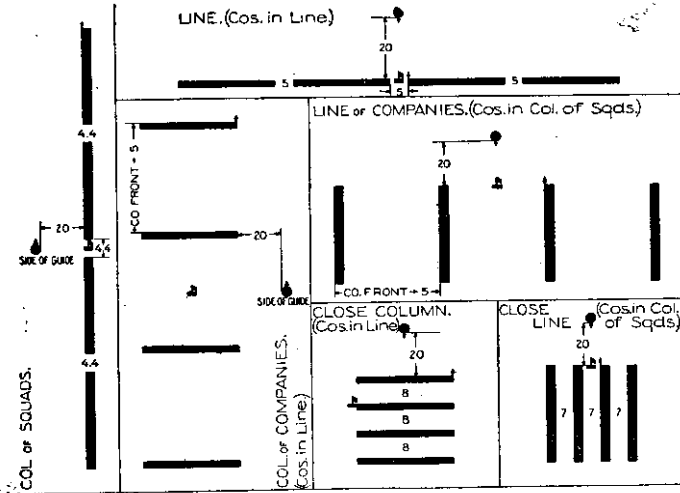 LINE. (Cos. in Line)
20
5
5
5
4.4
20
SIDE OF GUIDE
4.4
4.4
COL. OF SQUADS.
CO FRONT + 5
20
SIDE OF GUIDE
COL. OF COMPANIES.
(Cos. in Line)
LINE OF COMPANIES. (Cos. in Col. of Sqds.)
20
CO. FRONT + 5
CLOSE COLUMN.
(Cos. in Line)
20
8
8
8
CLOSE LINE
(Cos. in Col. of Sqds)
20
7
7
7